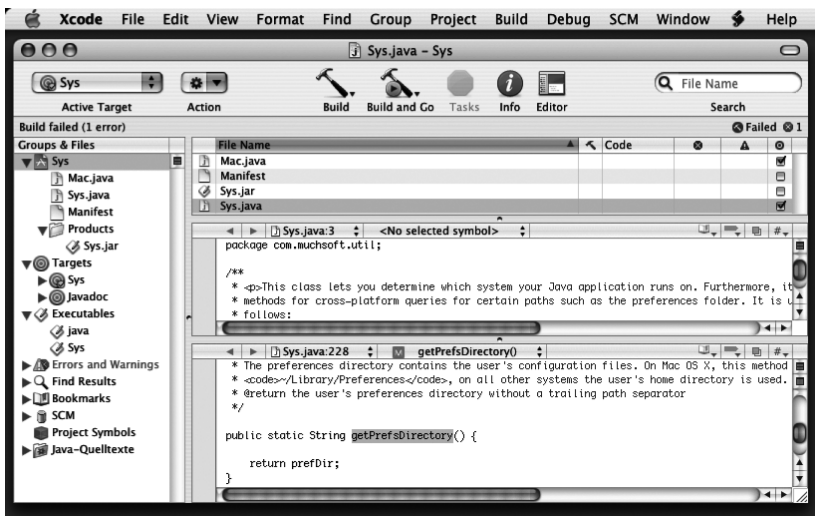 Xcode File Edit View Format Find Group Project Build Debug SCM Window Help
Sys.java – Sys
Sys
File Name
Active Target Action Build Build and Go Tasks Info Editor Search
Build failed (1 error) Failed 1
Groups & Files
Sys
Mac.java
Sys.java
Manifest
Products
Sys.jar
Targets
Sys
Javadoc
Executables
java
Sys
Errors and Warnings
Find Results
Bookmarks
SCM
Project Symbols
Java-Quelltexte
File Name Code
Mac.java
Manifest
Sys.jar
Sys.java
Sys.java:3 <No selected symbol> #
package com.muchsoft.util;
/**
* <p>This class lets you determine which system your Java application runs on. Furthermore, it
* methods for cross-platform queries for certain paths such as the preferences folder. It is u
* follows:
Sys.java:228 M getPrefsDirectory() #
* The preferences directory contains the user's configuration files. On Mac OS X, this method
* <code>~/Library/Preferences</code>, on all other systems the user's home directory is used.
* @return the user's preferences directory without a trailing path separator
*/
public static String getPrefsDirectory() {
return prefDir;
}